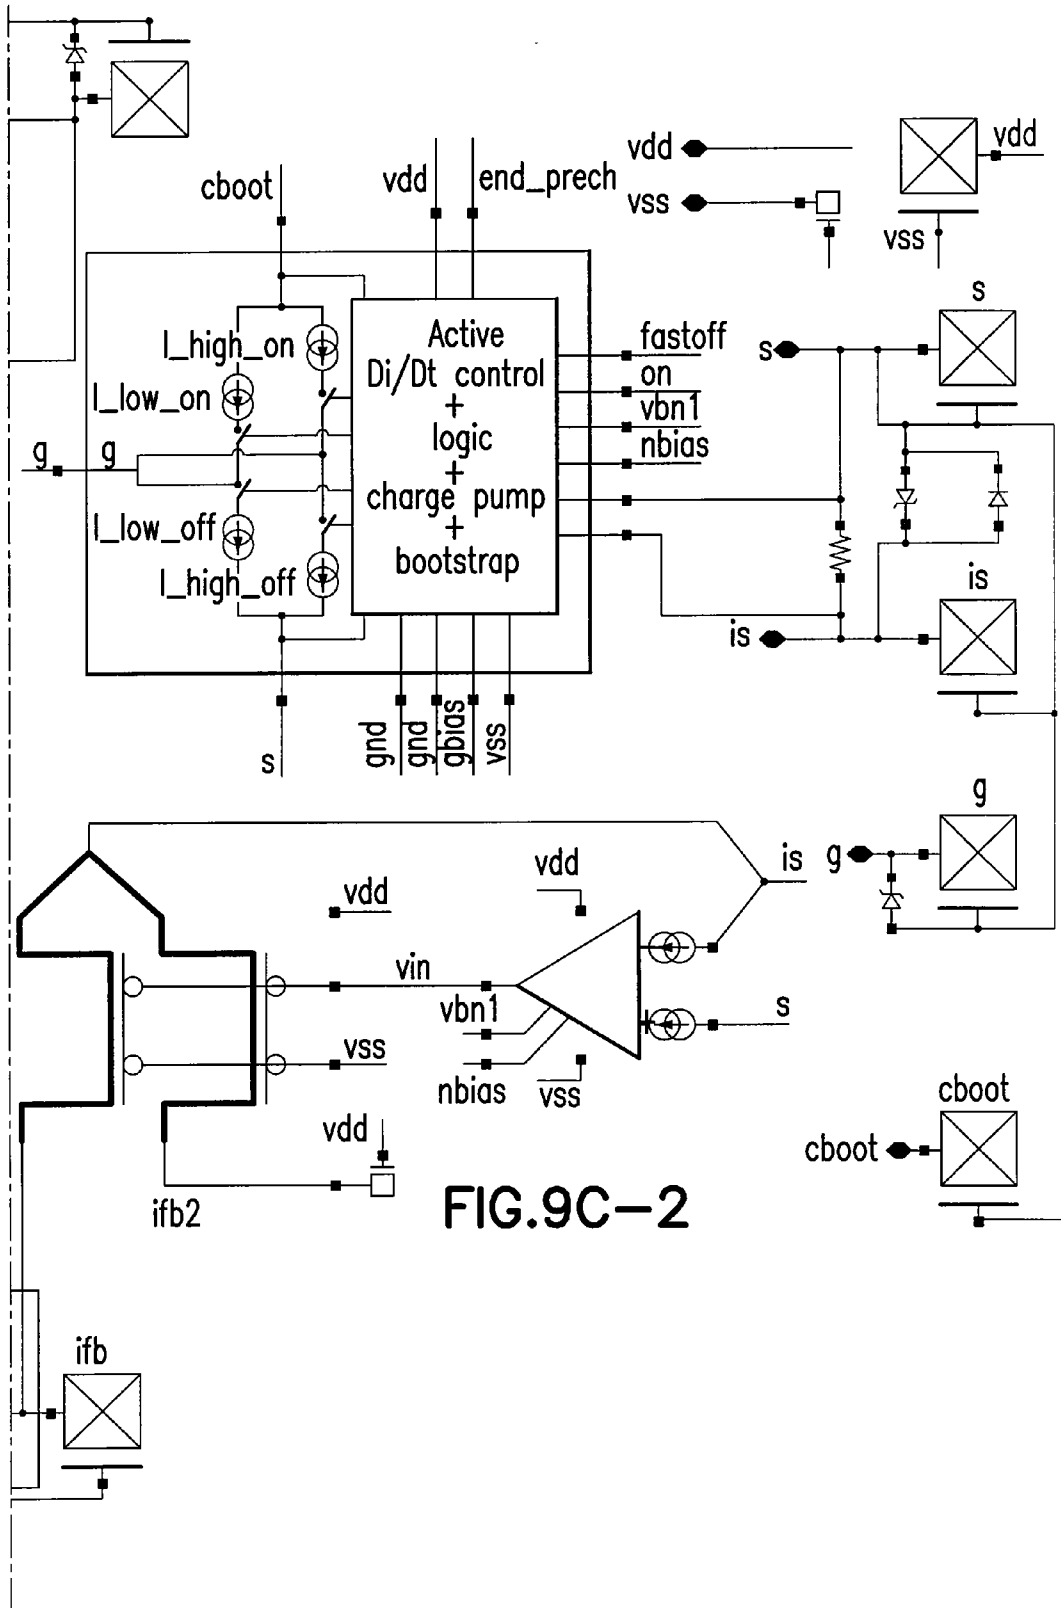 cboot
vdd
end_prech
vdd
vss
vdd
vss
I_high_on
I_low_on
g
g
I_low_off
I_high_off
Active
Di/Dt control
+
logic
+
charge pump
+
bootstrap
fastoff
on
vbn1
nbias
s
s
is
is
s
gnd
gnd
gbias
vss
g
g
is
vdd
vdd
vin
vbn1
nbias
vss
vss
s
vdd
ifb2
cboot
cboot
FIG.9C-2
ifb